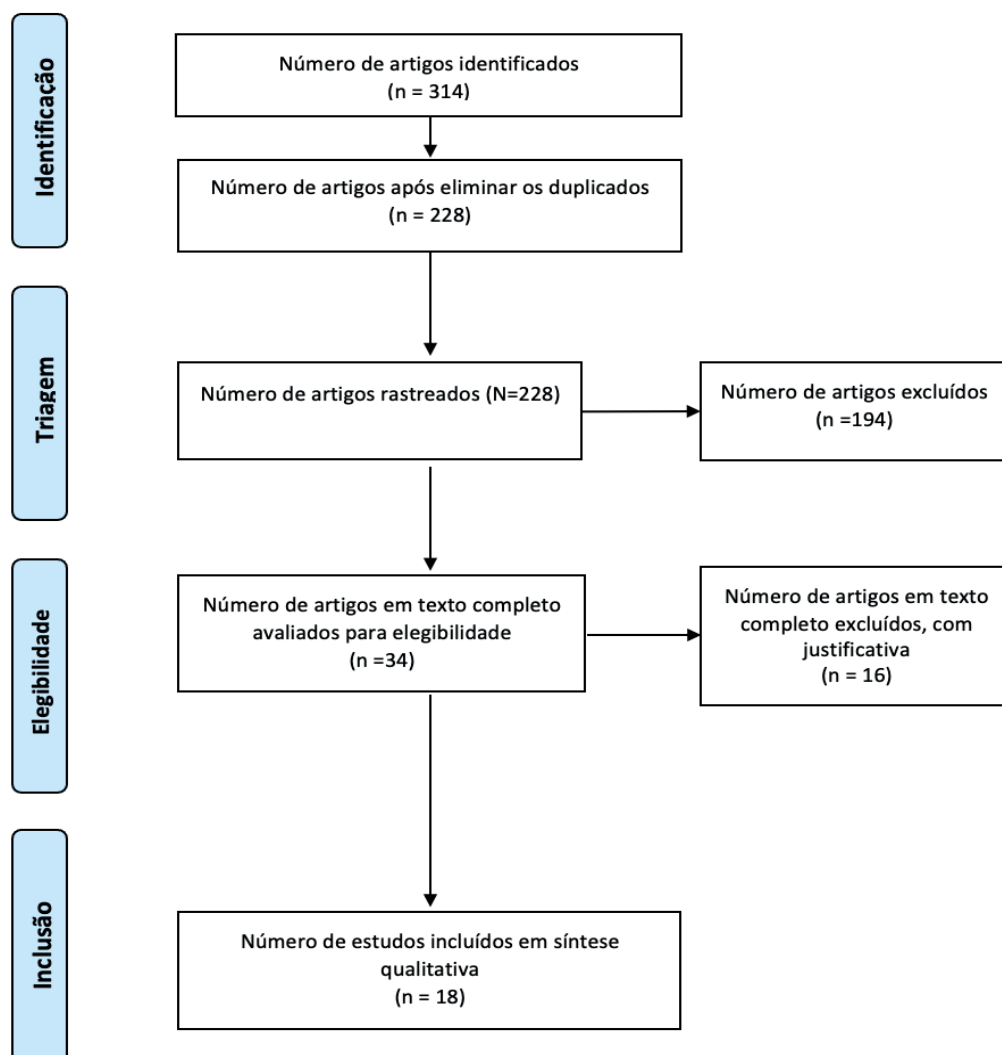 Identificação
Número de artigos identificados
(n = 314)
Número de artigos após eliminar os duplicados
(n = 228)
Triagem
Número de artigos rastreados (N=228)
Número de artigos excluídos
(n =194)
Elegibilidade
Número de artigos em texto completo
avaliados para elegibilidade
(n =34)
Número de artigos em texto
completo excluídos, com
justificativa
(n = 16)
Inclusão
Número de estudos incluídos em síntese
qualitativa
(n = 18)